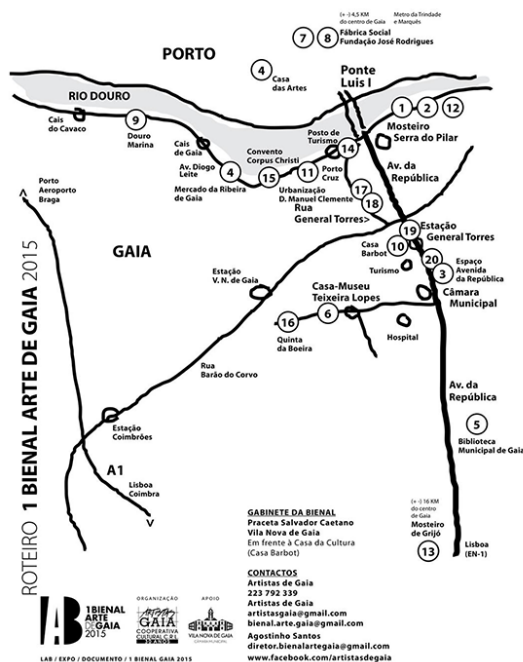 (+ -) 4,5 KM
do centro de Gaia
Metro da Trindade
e Marquês
7
8
Fábrica Social
Fundação José Rodrigues
PORTO
4
Casa
das Artes
Ponte
Luis I
RIO DOURO
1
2
12
Cais
do Cavaco
9
Douro
Marina
Cais
de Gaia
Convento
Corpus Christi
Posto de
Turismo
14
Mosteiro
Serra do Pilar
Av. Diogo
Leite
4
15
11
Porto
Cruz
Av. da
República
Mercado da Ribeira
de Gaia
Urbanização
D. Manuel Clemente
17
18
Rua
General Torres>
Porto
Aeroporto
Braga
GAIA
19
Estação
General Torres
Casa
Barbot
10
20
Espaço
Avenida
da República
3
Turismo
Estação
V. N. de Gaia
Casa-Museu
Teixeira Lopes
Câmara
Municipal
16
6
Quinta
da Boeira
Hospital
Rua
Barão do Corvo
Av. da
República
5
Biblioteca
Municipal de Gaia
Estação
Coimbrões
A1
Lisboa
Coimbra
(+ -) 16 KM
do centro
de Gaia
Mosteiro
de Grijó
13
Lisboa
(EN-1)
ROTEIRO 1 BIENAL ARTE DE GAIA 2015
GABINETE DA BIENAL
Praceta Salvador Caetano
Vila Nova de Gaia
Em frente à Casa da Cultura
(Casa Barbot)
CONTACTOS
Artistas de Gaia
223 792 339
Artistas de Gaia
artistasgaia@gmail.com
bienal.arte.gaia@gmail.com
Agostinho Santos
diretor.bienalartegaia@gmail.com
www.facebook.com/artistasdegaia
1 BIENAL
ARTE
DE GAIA
2015
ORGANIZAÇÃO
ARTISTAS
GAIA
COOPERATIVA
CULTURAL C.R.L
30 ANOS
APOIO
VILA NOVA DE GAIA
CÂMARA MUNICIPAL
LAB / EXPO / DOCUMENTO / 1 BIENAL GAIA 2015